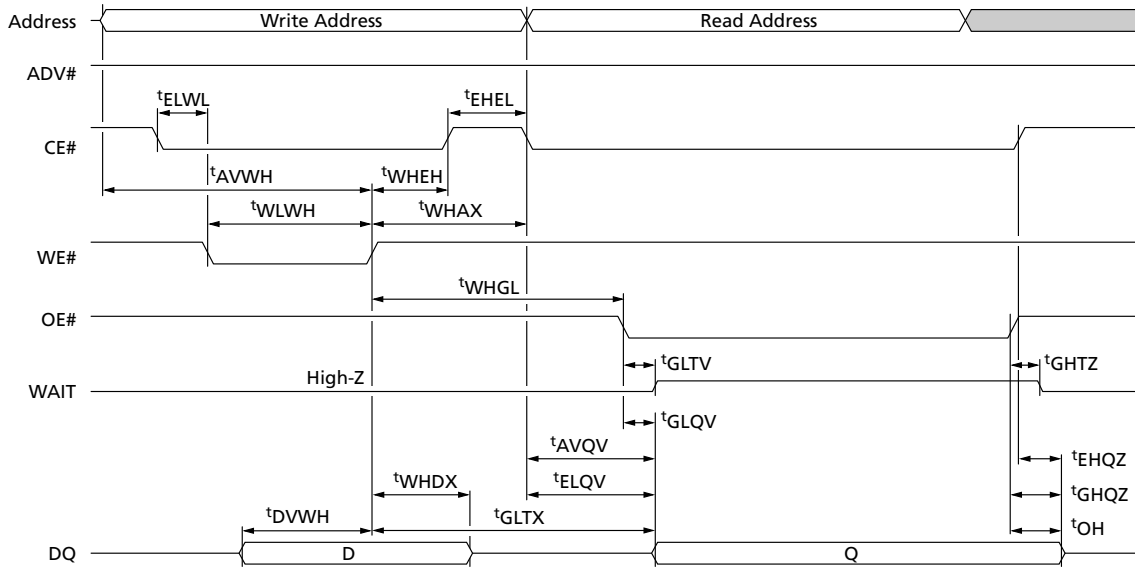 Address Write Address Read Address
ADV#
tELWL tEHEL
CE#
tAVWH tWHEH
tWLWH tWHAX
WE#
tWHGL
OE#
tGLTV tGHTZ
High-Z
WAIT
tGLQV
tAVQV tEHQZ
tWHDX tELQV tGHQZ
tDVWH tGLTX tOH
DQ D Q